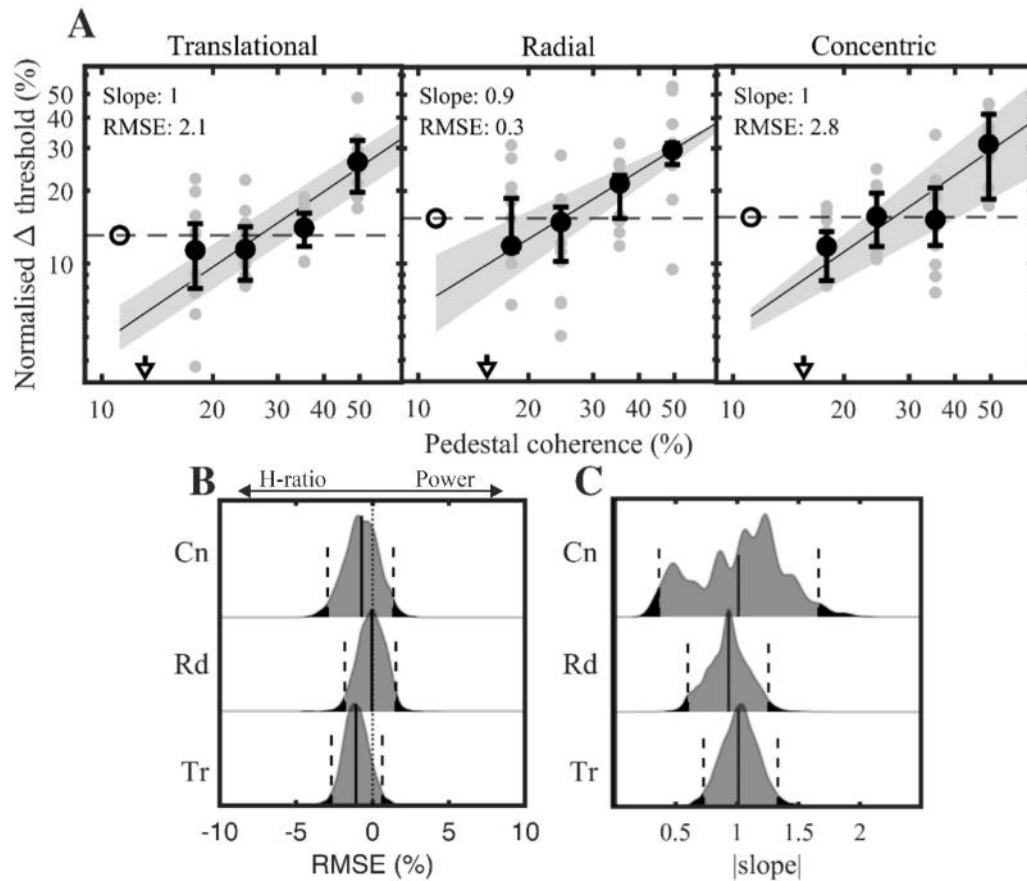 A
Translational Radial Concentric
Normalised Δ threshold (%)
50
40
30
20
10
Slope: 1
RMSE: 2.1
Slope: 0.9
RMSE: 0.3
Slope: 1
RMSE: 2.8
10 20 30 40 50 10 20 30 40 50 10 20 30 40 50
Pedestal coherence (%)
B
H-ratio Power
Cn
Rd
Tr
-10 -5 0 5 10
RMSE (%)
C
Cn
Rd
Tr
0.5 1 1.5 2
|slope|